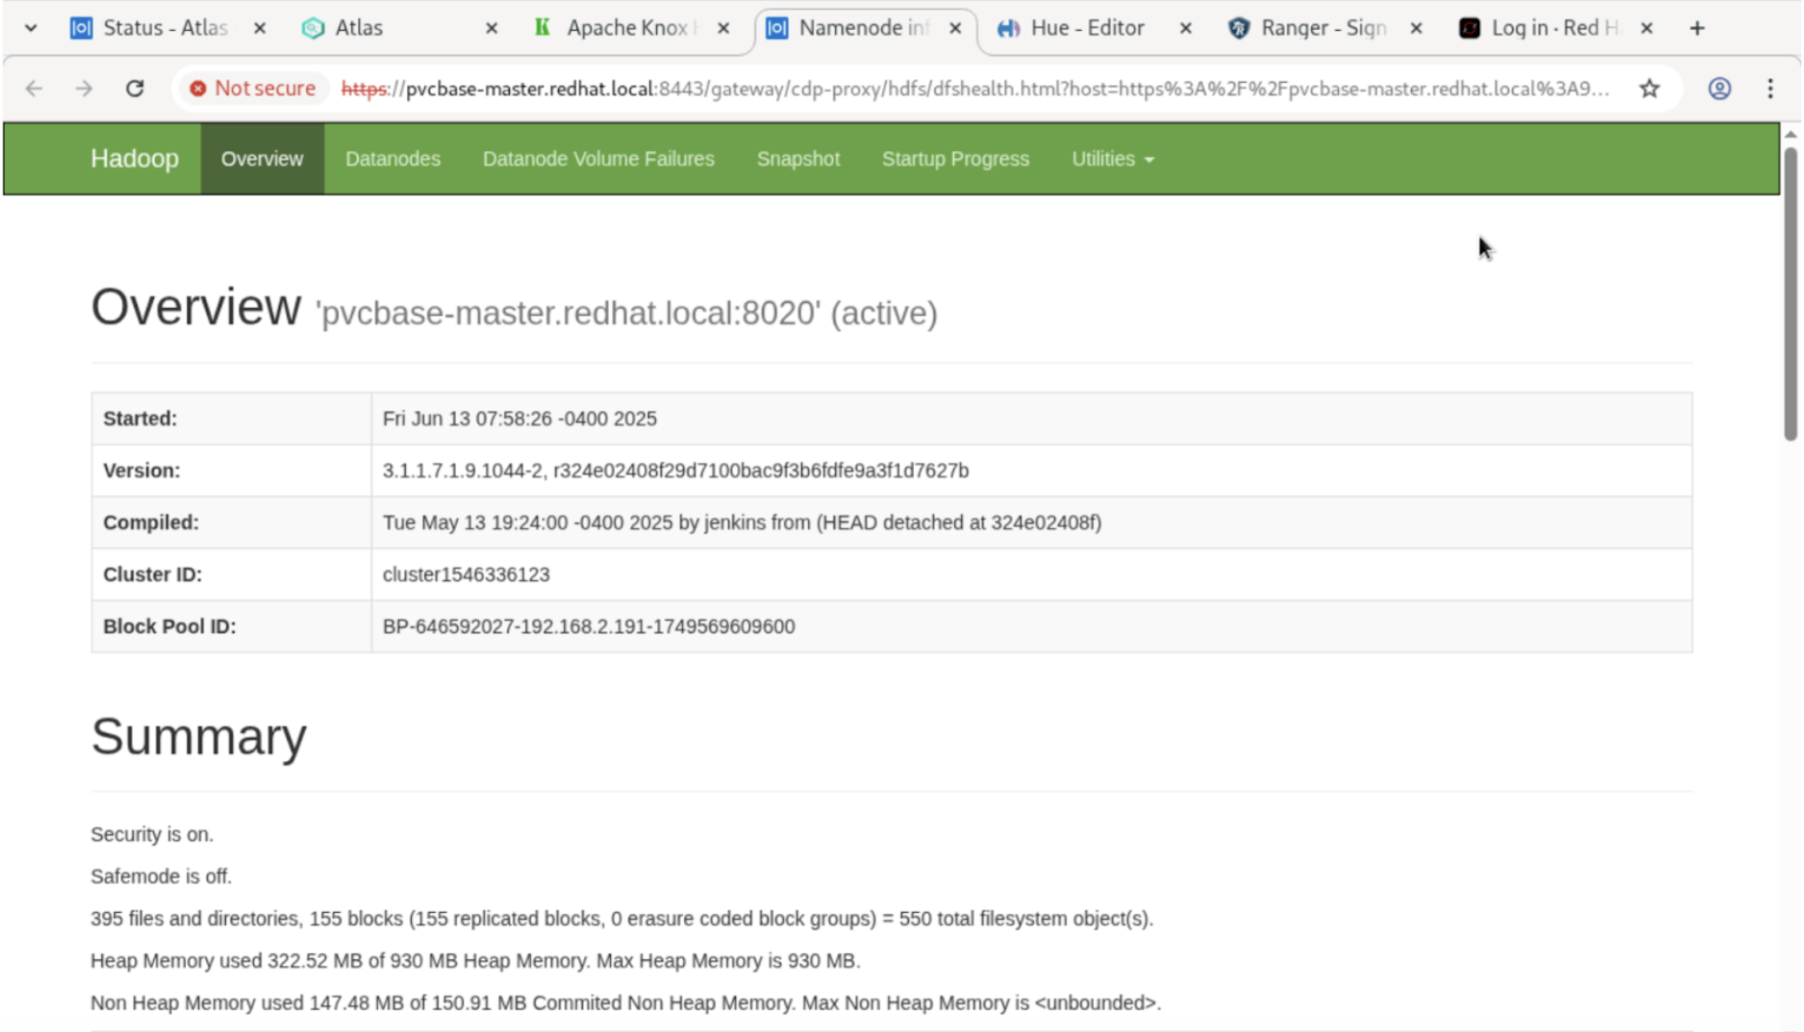 Status - Atlas
Atlas
Apache Knox
Namenode inf
Hue - Editor
Ranger - Sign
Log in · Red H
Not secure https://pvcbase-master.redhat.local:8443/gateway/cdp-proxy/hdfs/dfshealth.html?host=https%3A%2F%2Fpvcbase-master.redhat.local%3A9...
Hadoop Overview Datanodes Datanode Volume Failures Snapshot Startup Progress Utilities
Overview 'pvcbase-master.redhat.local:8020' (active)
Started: Fri Jun 13 07:58:26 -0400 2025
Version: 3.1.1.7.1.9.1044-2, r324e02408f29d7100bac9f3b6fdfe9a3f1d7627b
Compiled: Tue May 13 19:24:00 -0400 2025 by jenkins from (HEAD detached at 324e02408f)
Cluster ID: cluster1546336123
Block Pool ID: BP-646592027-192.168.2.191-1749569609600
Summary
Security is on.
Safemode is off.
395 files and directories, 155 blocks (155 replicated blocks, 0 erasure coded block groups) = 550 total filesystem object(s).
Heap Memory used 322.52 MB of 930 MB Heap Memory. Max Heap Memory is 930 MB.
Non Heap Memory used 147.48 MB of 150.91 MB Commited Non Heap Memory. Max Non Heap Memory is <unbounded>.